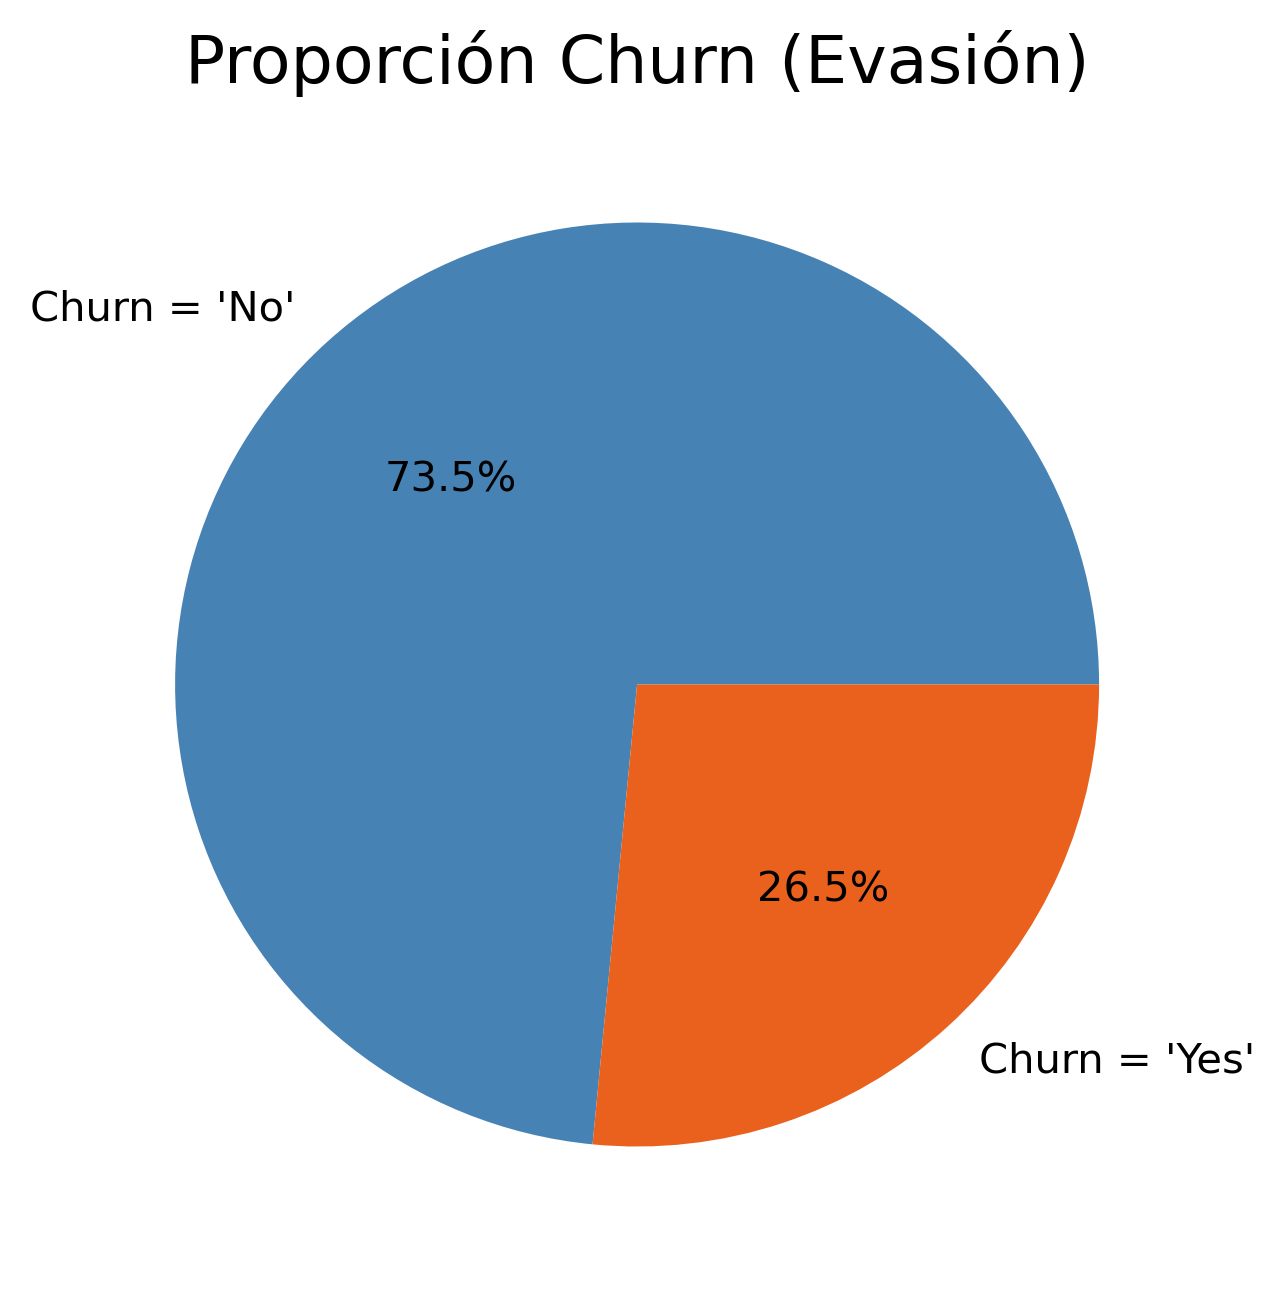 Proporción Churn (Evasión)
Churn = 'No'
73.5%
26.5%
Churn = 'Yes'